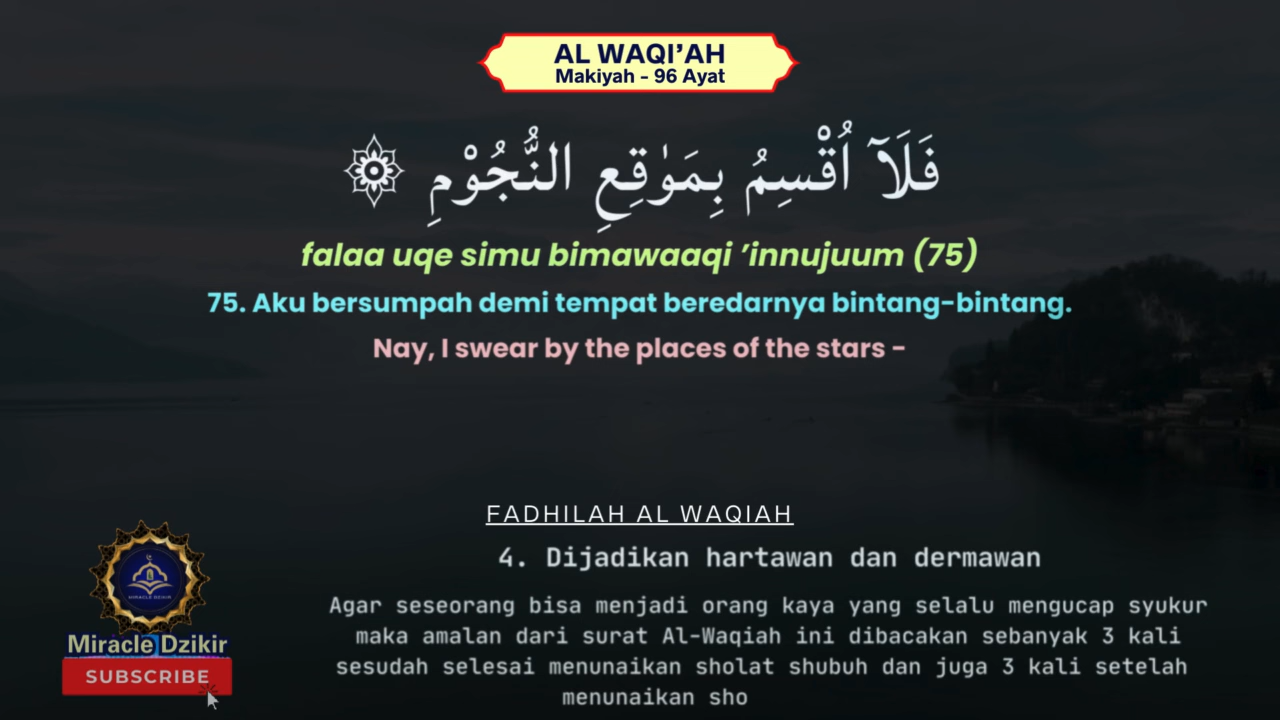 AL WAQI’AH
Makiyah - 96 Ayat
فَلَآ اُقْسِمُ بِمَوٰقِعِ النُّجُوْمِ ۞
falaa uqe simu bimawaaqi ’innujuum (75)
75. Aku bersumpah demi tempat beredarnya bintang-bintang.
Nay, I swear by the places of the stars -
FADHILAH AL WAQIAH
4. Dijadikan hartawan dan dermawan
Agar seseorang bisa menjadi orang kaya yang selalu mengucap syukur
maka amalan dari surat Al-Waqiah ini dibacakan sebanyak 3 kali
sesudah selesai menunaikan sholat shubuh dan juga 3 kali setelah
menunaikan sho
MIRACLE DZIKIR
Miracle Dzikir
SUBSCRIBE